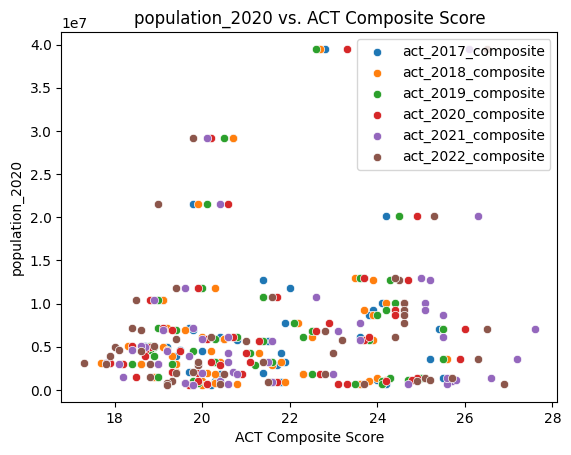 population_2020 vs. ACT Composite Score
1e7
4.0
3.5
3.0
2.5
2.0
1.5
1.0
0.5
0.0
population_2020
act_2017_composite
act_2018_composite
act_2019_composite
act_2020_composite
act_2021_composite
act_2022_composite
18 20 22 24 26 28
ACT Composite Score